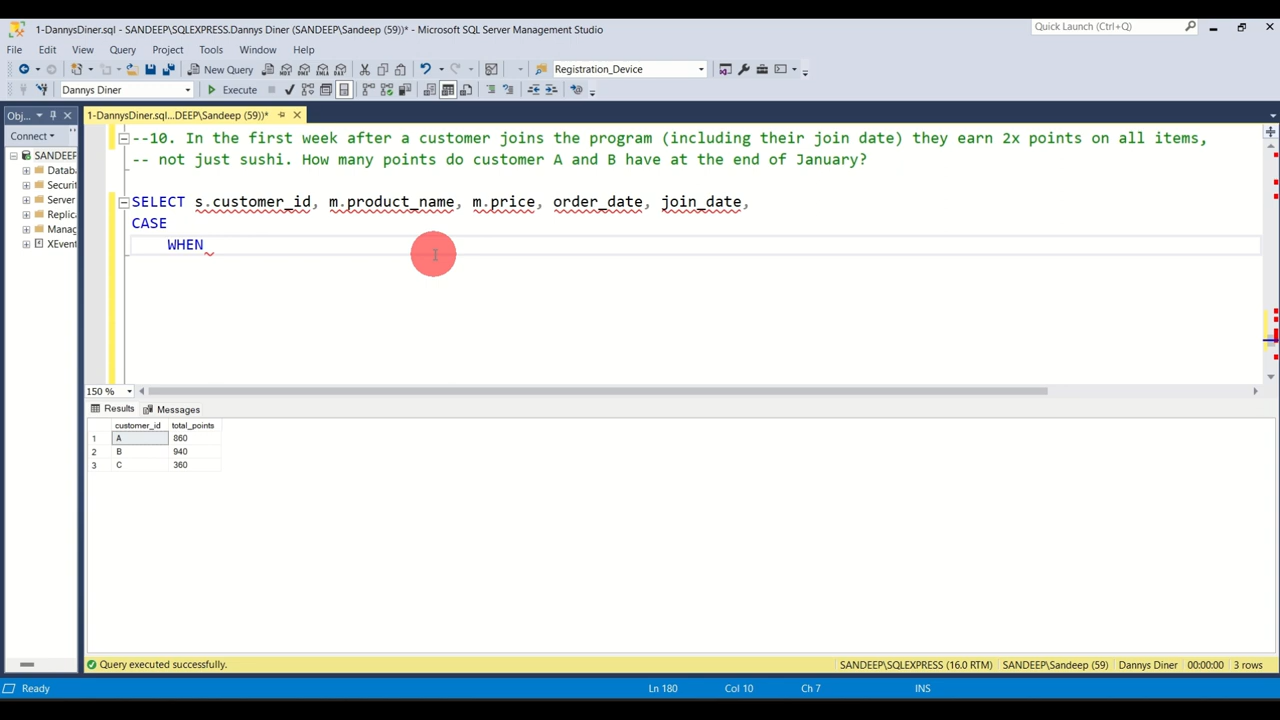 1-DannysDiner.sql - SANDEEP\SQLEXPRESS.Dannys Diner (SANDEEP\Sandeep (59))* - Microsoft SQL Server Management Studio
Quick Launch (Ctrl+Q)
File Edit View Query Project Tools Window Help
New Query
Registration_Device
Dannys Diner
Execute
Obj...
1-DannysDiner.sql...DEEP\Sandeep (59))*
Connect
SANDEEP
Databa
Securit
Server
Replic
Manag
XEvent
--10. In the first week after a customer joins the program (including their join date) they earn 2x points on all items,
-- not just sushi. How many points do customer A and B have at the end of January?
SELECT s.customer_id, m.product_name, m.price, order_date, join_date,
CASE
WHEN
150 %
Results Messages
customer_id total_points
1 A 860
2 B 940
3 C 360
Query executed successfully.
SANDEEP\SQLEXPRESS (16.0 RTM) SANDEEP\Sandeep (59) Dannys Diner 00:00:00 3 rows
Ready Ln 180 Col 10 Ch 7 INS